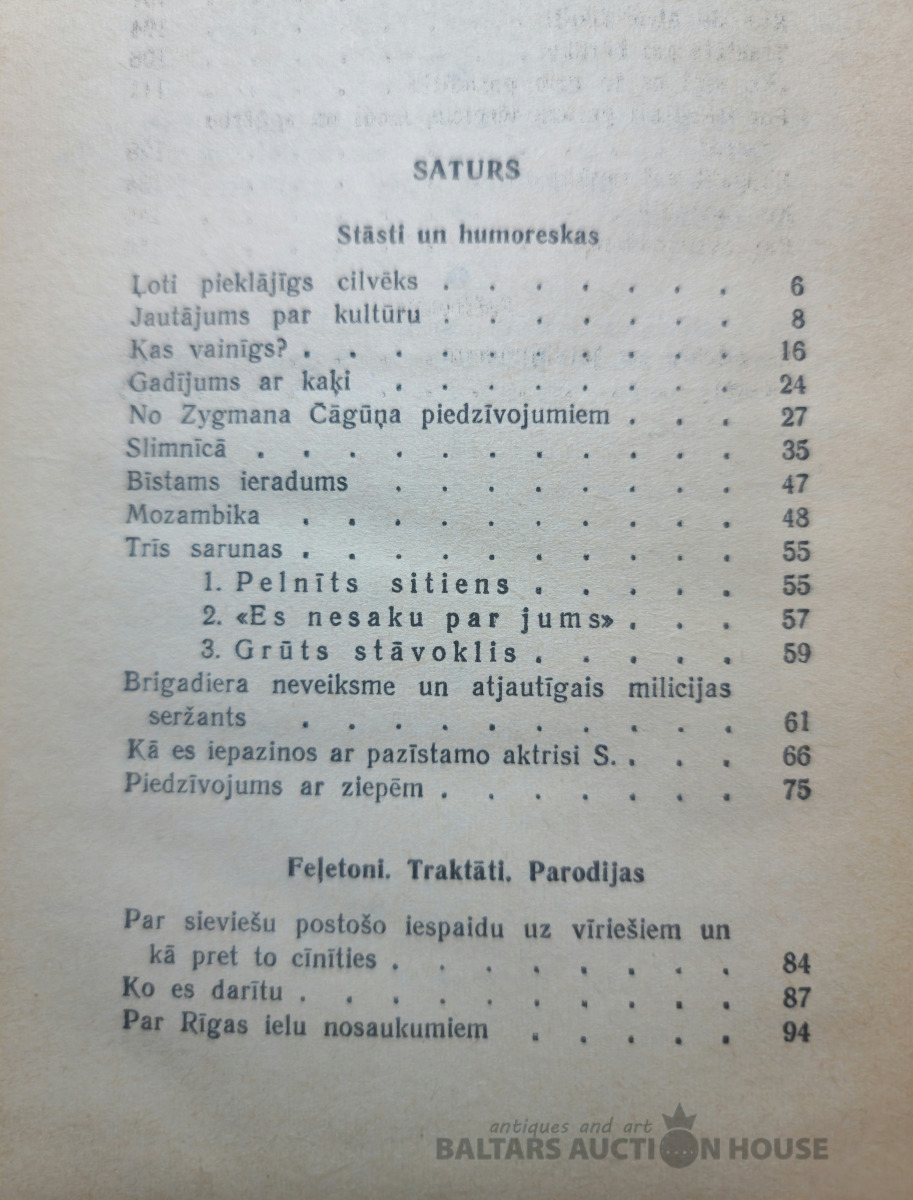 SATURS
Stāsti un humoreskas
Ļoti pieklājīgs cilvēks . . . . . . . 6
Jautājums par kultūru . . . . . . . 8
Kas vainīgs? . . . . . . . . . . 16
Gadījums ar kaķi . . . . . . . . 24
No Zygmana Čāgūņa piedzīvojumiem . . . 27
Slimnīcā . . . . . . . . . . . 35
Bīstams ieradums . . . . . . . . 47
Mozambika . . . . . . . . . . 48
Trīs sarunas . . . . . . . . . . 55
1. Pelnīts sitiens . . . . . 55
2. «Es nesaku par jums» . . . 57
3. Grūts stāvoklis . . . . . 59
Brigadiera neveiksme un atjautīgais milicijas
seržants . . . . . . . . . . 61
Kā es iepazinos ar pazīstamo aktrisi S. . . . 66
Piedzīvojums ar ziepēm . . . . . . . 75
Feļetoni. Traktāti. Parodijas
Par sieviešu postošo iespaidu uz vīriešiem un
kā pret to cīnīties . . . . . . . . 84
Ko es darītu . . . . . . . . . . 87
Par Rīgas ielu nosaukumiem . . . . . 94
antiques and art
BALTARS AUCTION HOUSE